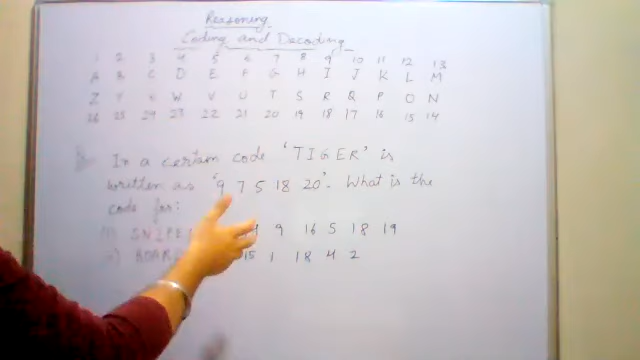 Reasoning
Coding and Decoding
1 2 3 4 5 6 7 8 9 10 11 12 13
A B C D E F G H I J K L M
Z Y X W V U T S R Q P O N
26 25 24 23 22 21 20 19 18 17 16 15 14
In a certain code 'TIGER' is
written as '9 7 5 18 20'. What is the
code for:
SNIPE 9 16 5 18 19
BOAR 15 1 18 4 2